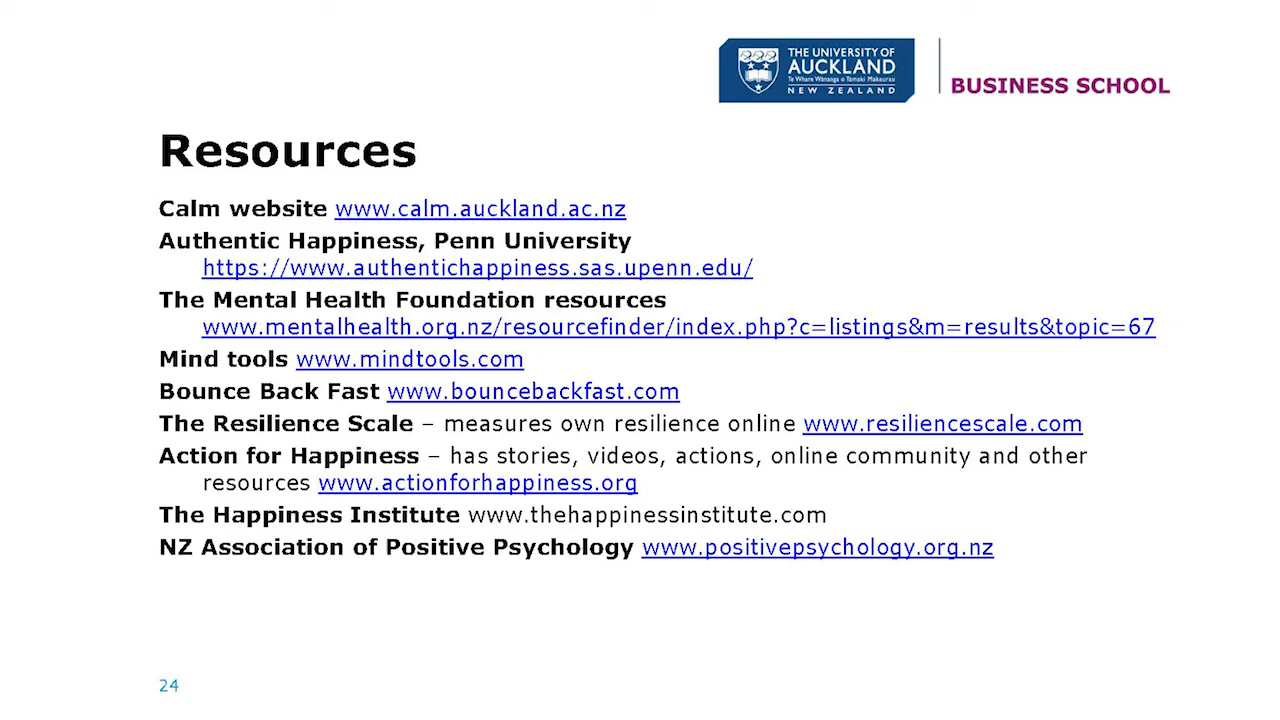 THE UNIVERSITY OF
AUCKLAND
Te Whare Wānanga o Tāmaki Makaurau
NEW ZEALAND
BUSINESS SCHOOL
Resources
Calm website www.calm.auckland.ac.nz
Authentic Happiness, Penn University
https://www.authentichappiness.sas.upenn.edu/
The Mental Health Foundation resources
www.mentalhealth.org.nz/resourcefinder/index.php?c=listings&m=results&topic=67
Mind tools www.mindtools.com
Bounce Back Fast www.bouncebackfast.com
The Resilience Scale – measures own resilience online www.resiliencescale.com
Action for Happiness – has stories, videos, actions, online community and other
resources www.actionforhappiness.org
The Happiness Institute www.thehappinessinstitute.com
NZ Association of Positive Psychology www.positivepsychology.org.nz
24